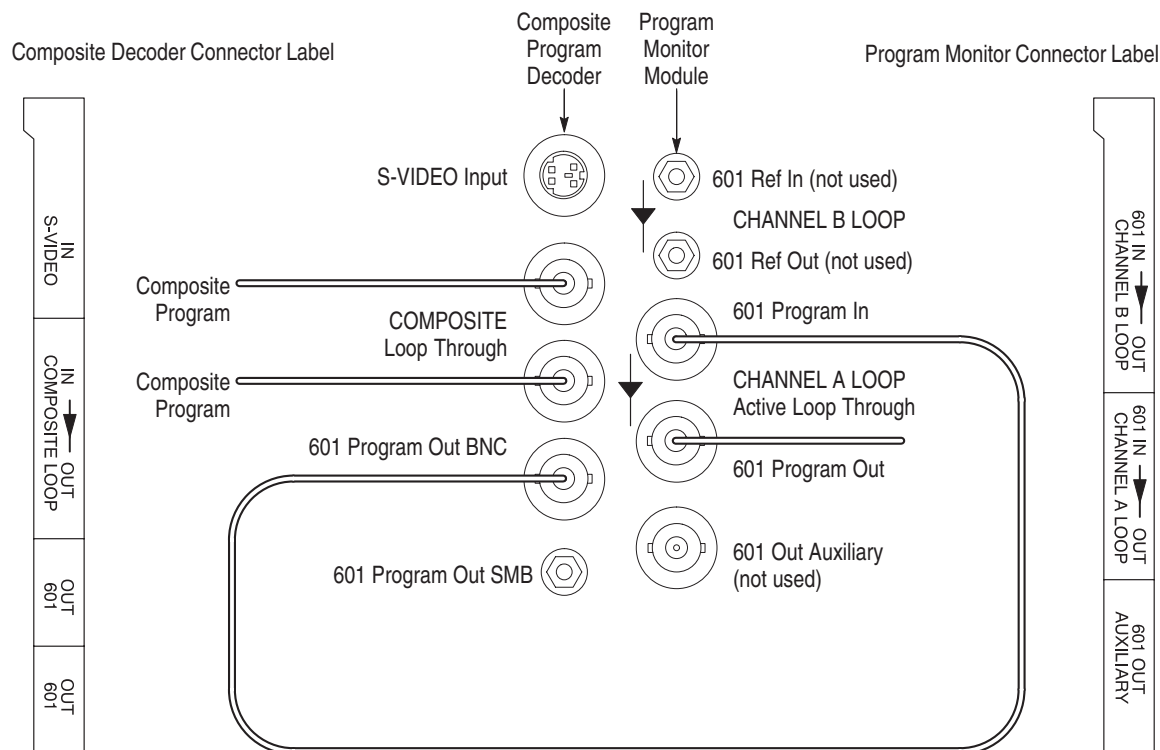 Composite Decoder Connector Label
Composite
Program
Decoder
Program
Monitor
Module
Program Monitor Connector Label
S-VIDEO Input
601 Ref In (not used)
CHANNEL B LOOP
601 Ref Out (not used)
Composite
Program
601 Program In
COMPOSITE
Loop Through
Composite
Program
CHANNEL A LOOP
Active Loop Through
601 Program Out BNC
601 Program Out
601 Program Out SMB
601 Out Auxiliary
(not used)
IN
S-VIDEO
IN OUT
COMPOSITE LOOP
OUT
601
OUT
601
601 IN OUT
CHANNEL B LOOP
601 IN OUT
CHANNEL A LOOP
601 OUT
AUXILIARY